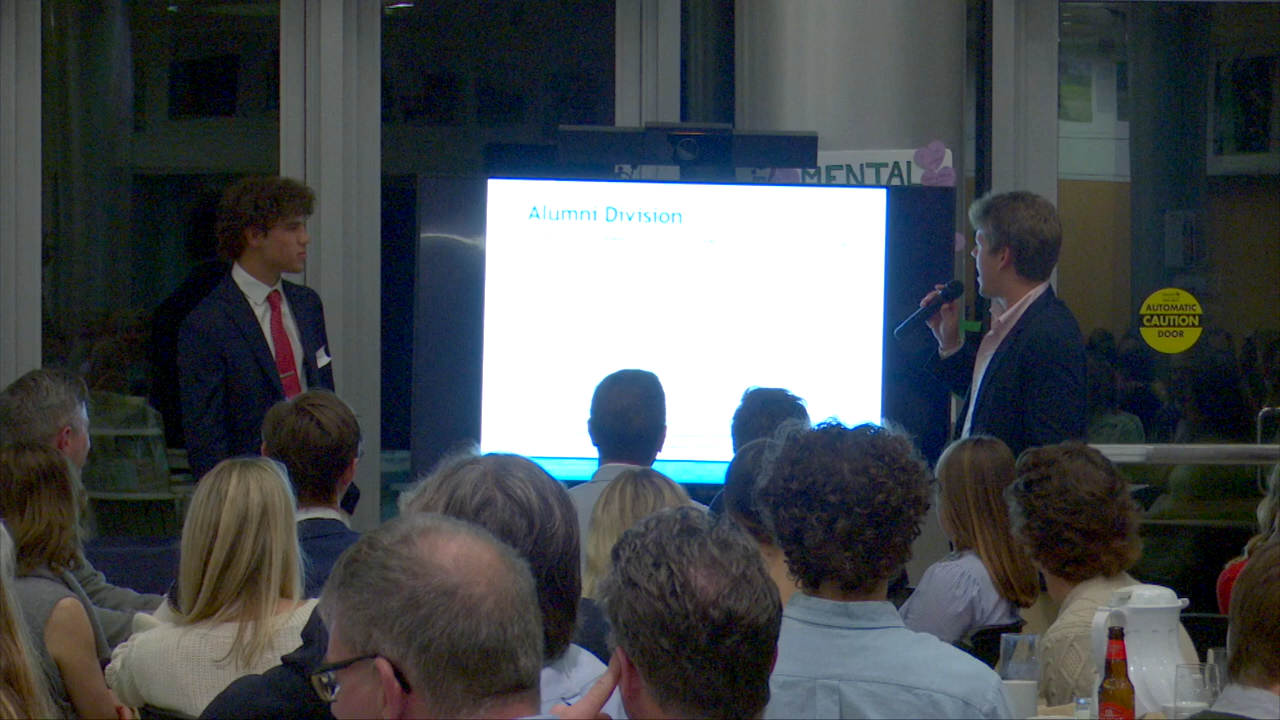 MENTAL
Alumni Division
AUTOMATIC
CAUTION
DOOR